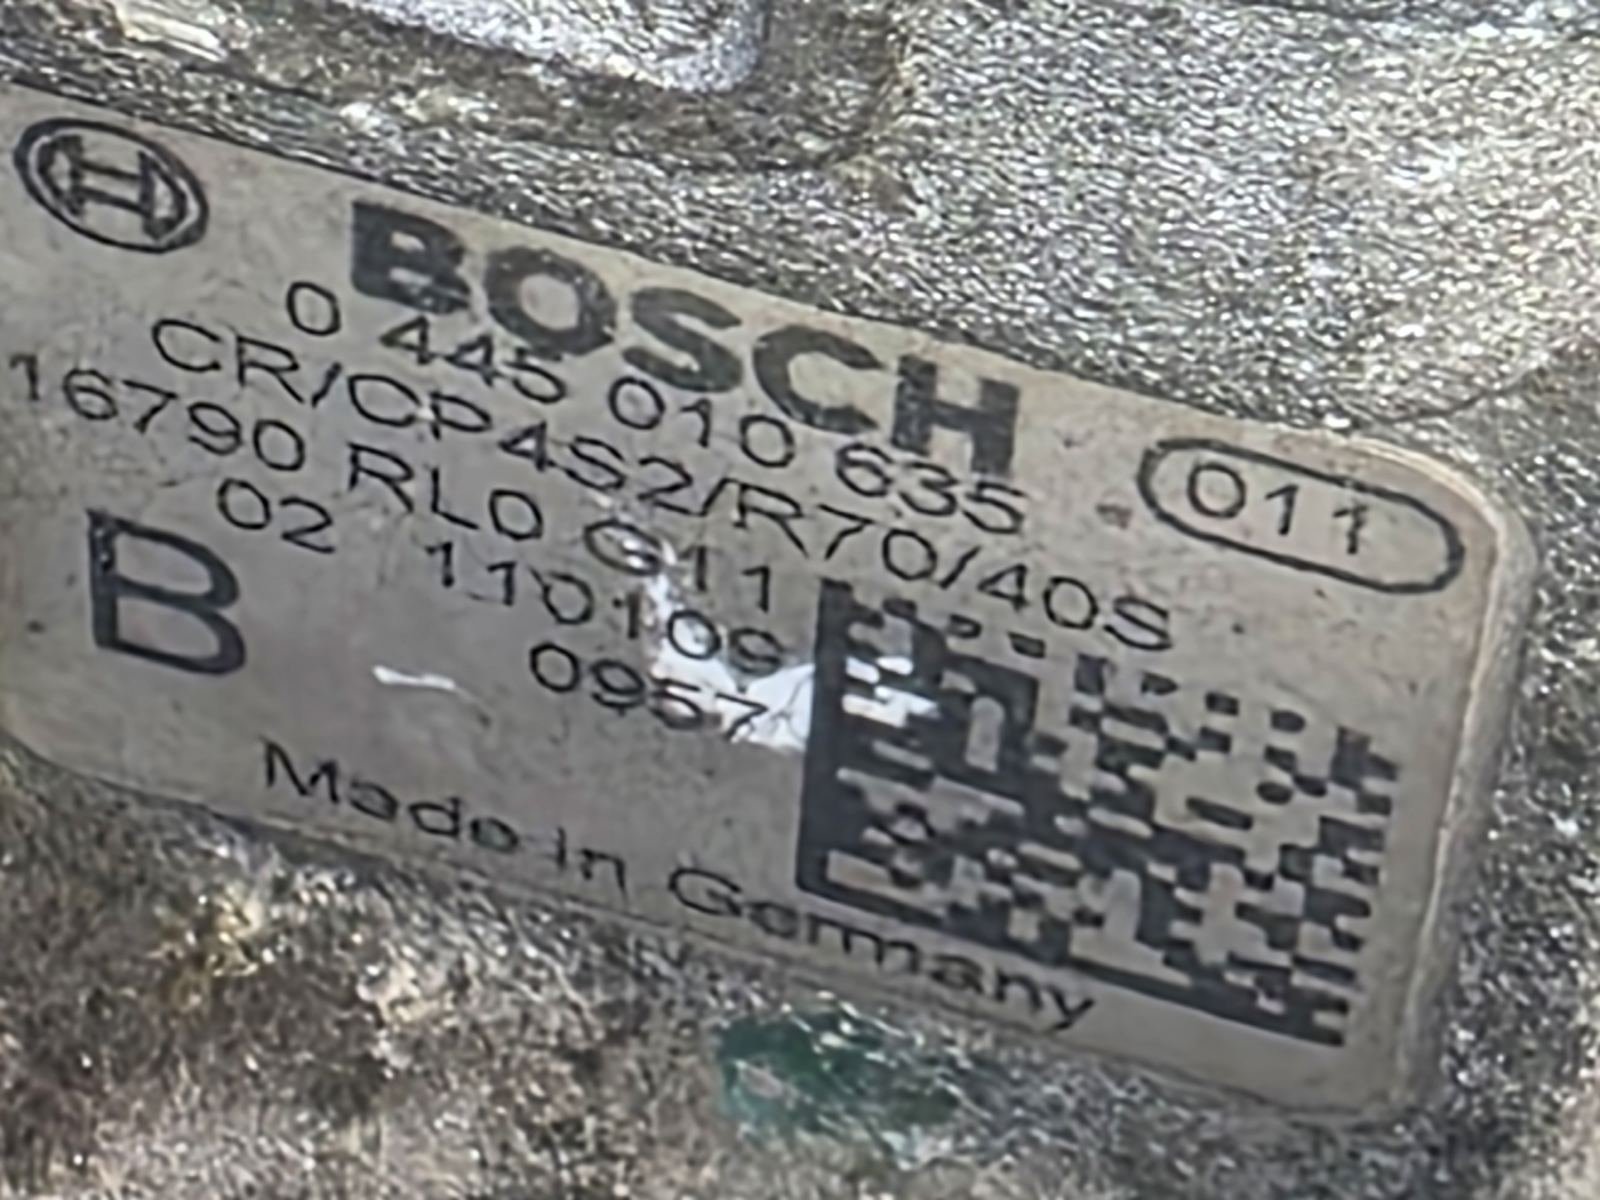 BOSCH
0 445 010 635
011
CR/CP4S2/R70/40S
16790 RL0 G11
02 110109
B
0957
Made in Germany